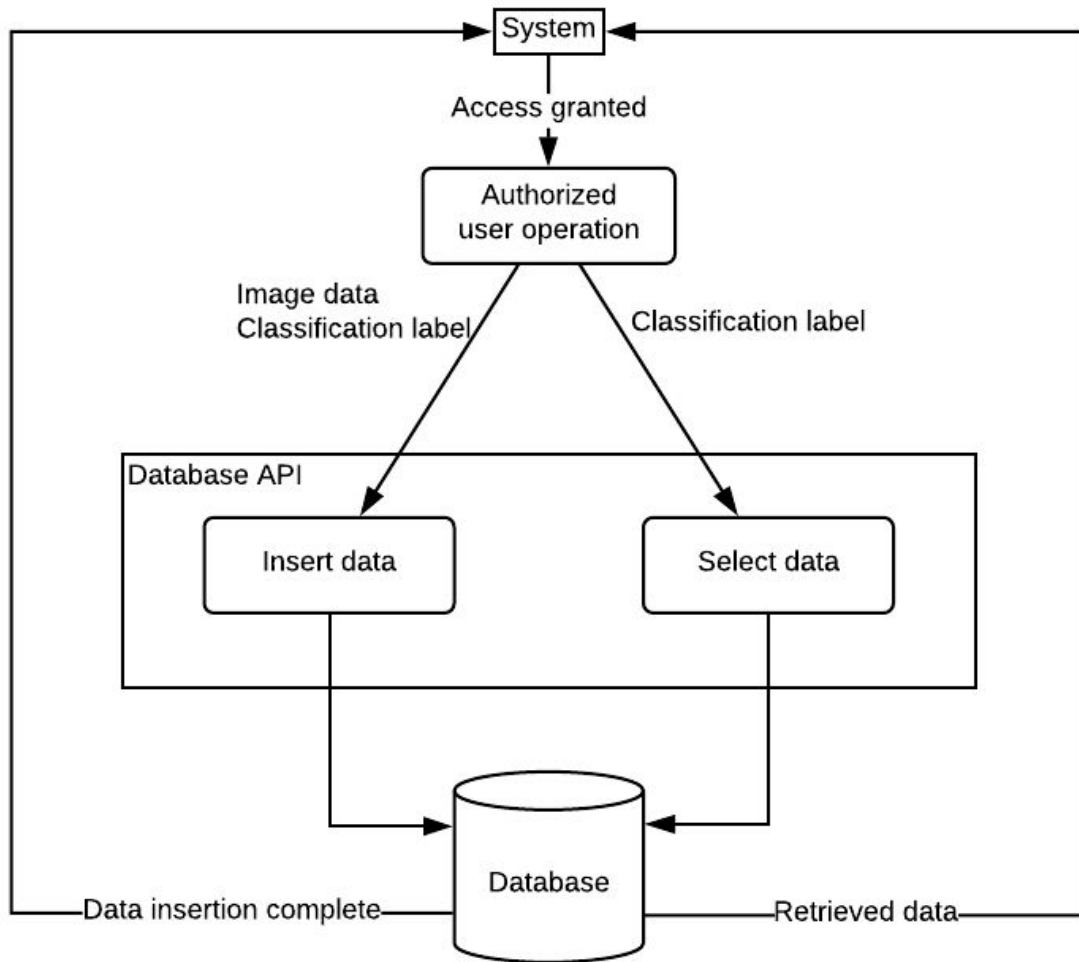 System
Access granted
Authorized
user operation
Image data
Classification label
Classification label
Database API
Insert data
Select data
Database
Data insertion complete
Retrieved data